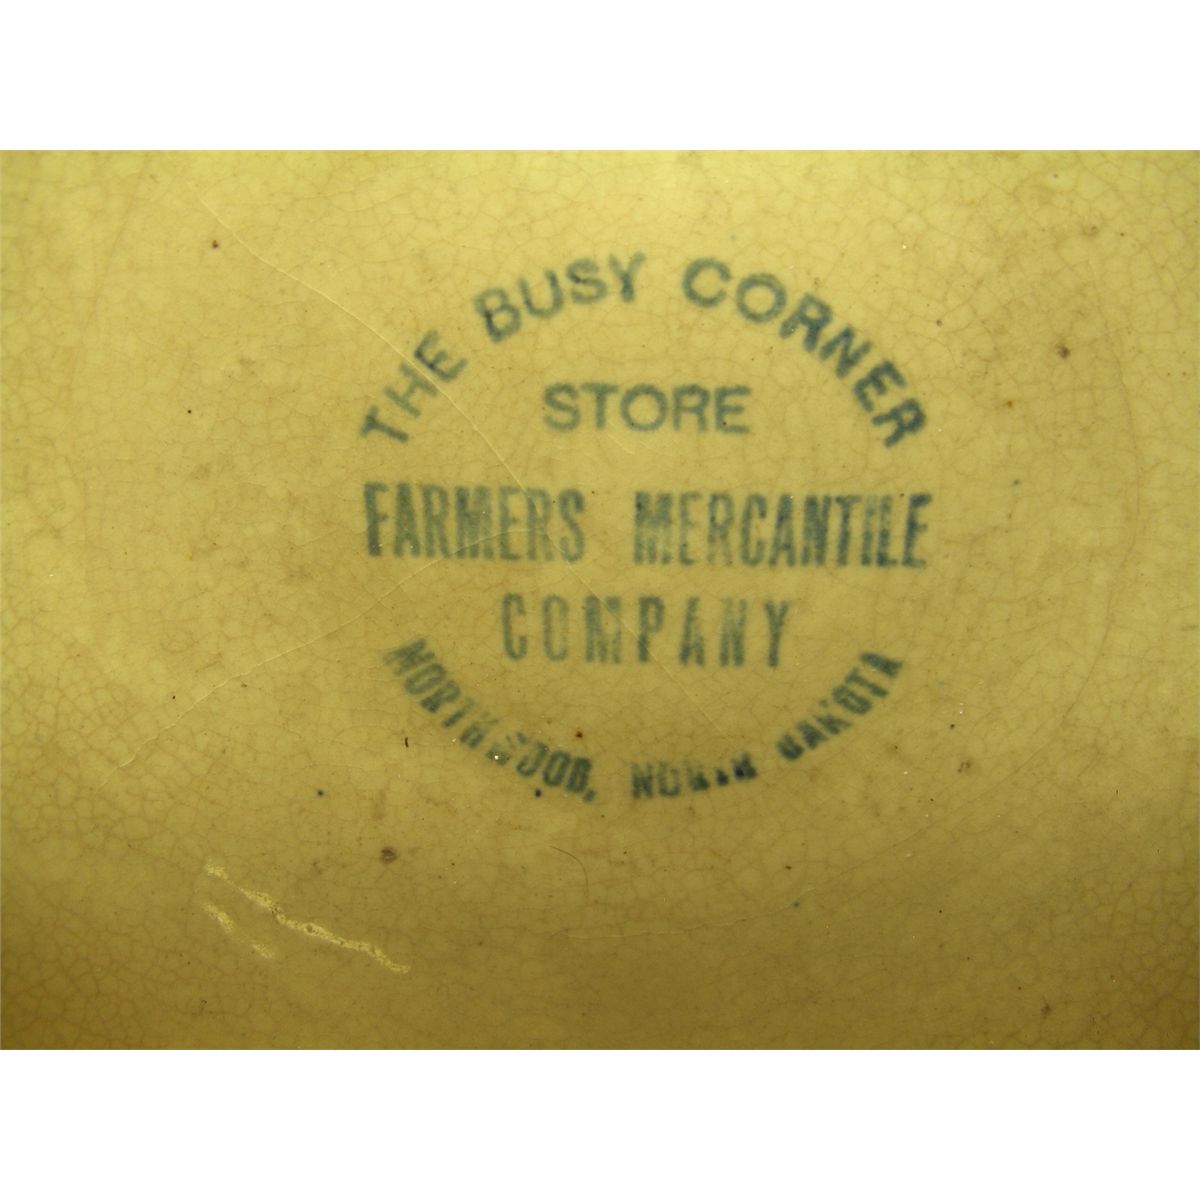 THE BUSY CORNER
STORE
FARMERS MERCANTILE
COMPANY
NORTHWOOD, NORTH DAKOTA